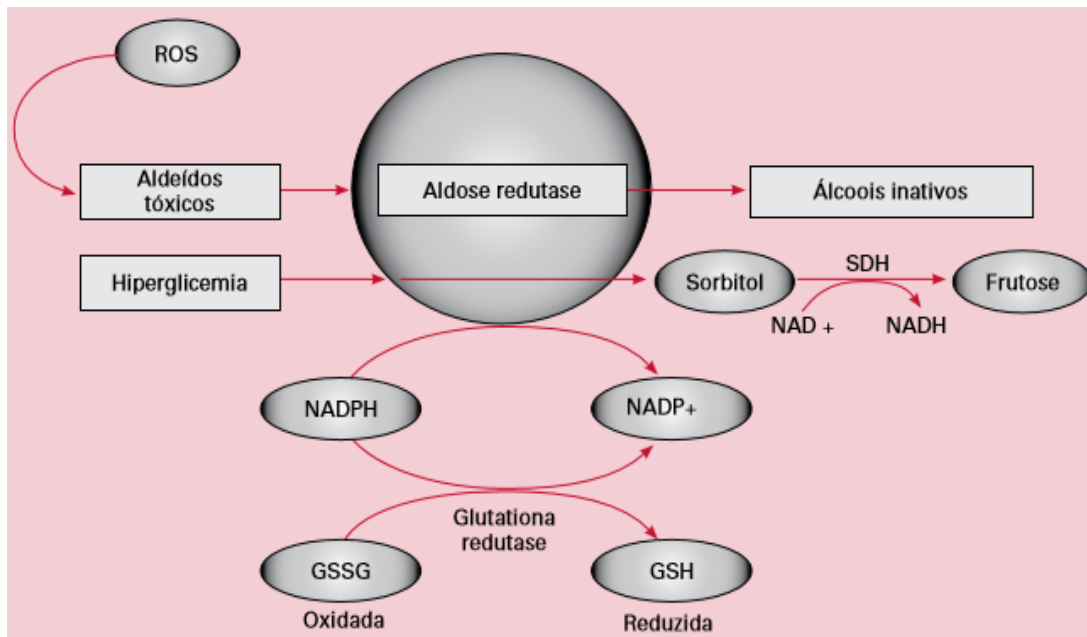 ROS
Aldeídos
tóxicos
Aldose redutase
Álcoois inativos
Hiperglicemia
Sorbitol
SDH
Frutose
NAD +
NADH
NADPH
NADP+
Glutationa
redutase
GSSG
GSH
Oxidada
Reduzida